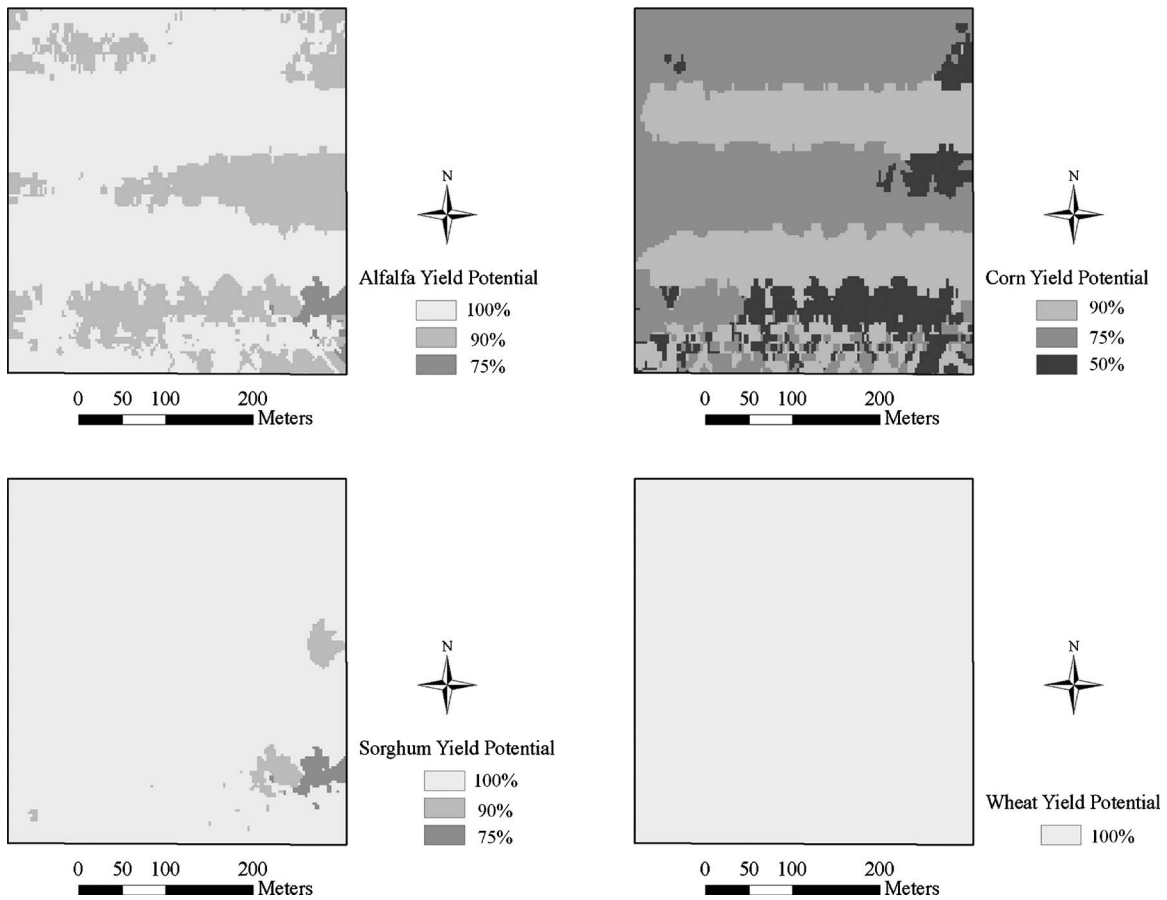 N
Alfalfa Yield Potential
100%
90%
75%
0 50 100 200
Meters
N
Corn Yield Potential
90%
75%
50%
0 50 100 200
Meters
N
Sorghum Yield Potential
100%
90%
75%
0 50 100 200
Meters
N
Wheat Yield Potential
100%
0 50 100 200
Meters